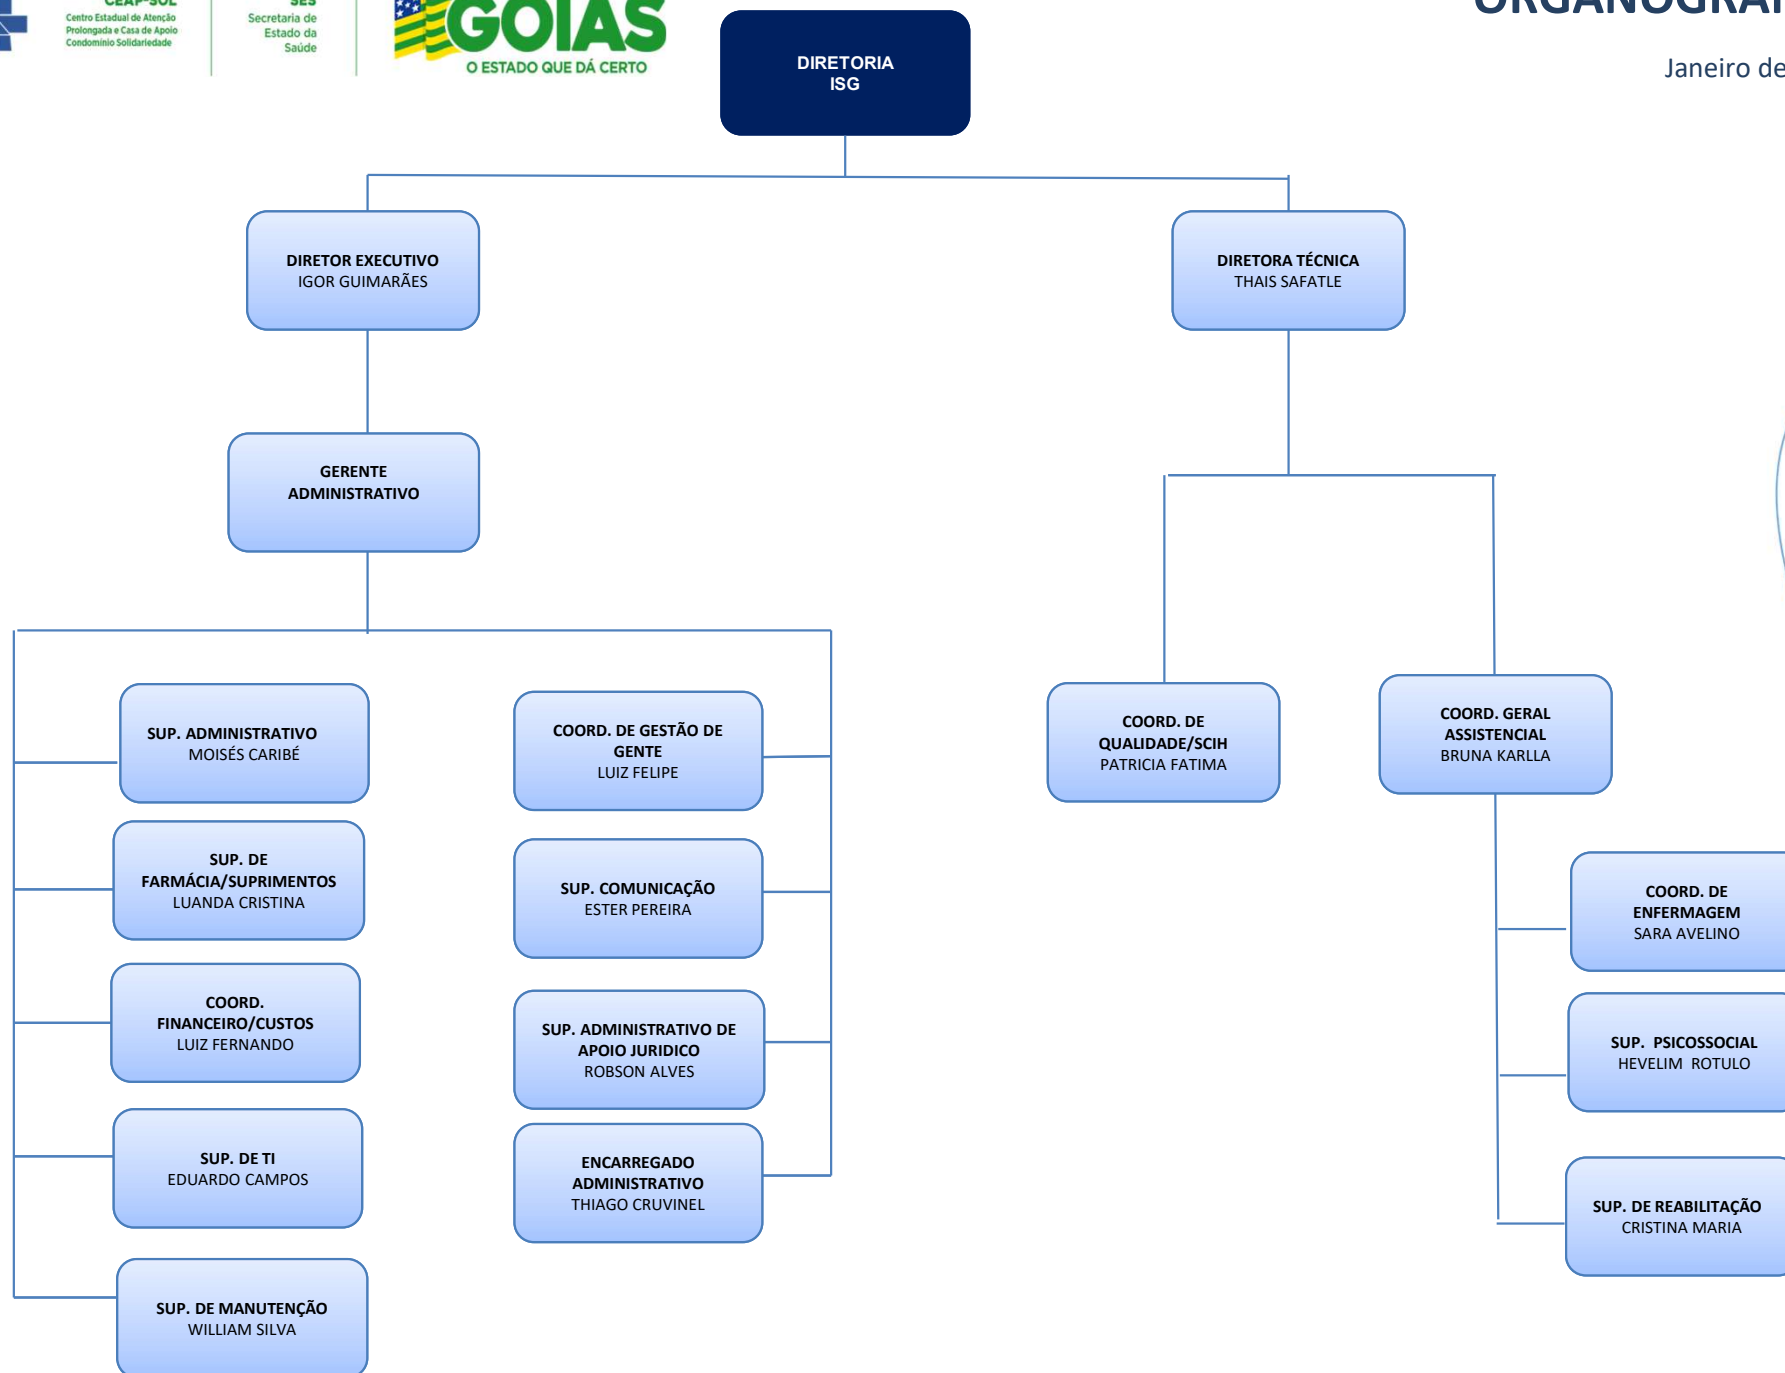 CEAP-SOL
Centro Estadual de Atenção
Prolongada e Casa de Apoio
Condomínio Solidariedade
SES
Secretaria de
Estado da
Saúde
GOIÁS
O ESTADO QUE DÁ CERTO
Janeiro de
DIRETORIA
ISG
DIRETOR EXECUTIVO
IGOR GUIMARÃES
DIRETORA TÉCNICA
THAIS SAFATLE
GERENTE
ADMINISTRATIVO
SUP. ADMINISTRATIVO
MOISÉS CARIBÉ
SUP. DE
FARMÁCIA/SUPRIMENTOS
LUANDA CRISTINA
COORD.
FINANCEIRO/CUSTOS
LUIZ FERNANDO
SUP. DE TI
EDUARDO CAMPOS
SUP. DE MANUTENÇÃO
WILLIAM SILVA
COORD. DE GESTÃO DE
GENTE
LUIZ FELIPE
SUP. COMUNICAÇÃO
ESTER PEREIRA
SUP. ADMINISTRATIVO DE
APOIO JURIDICO
ROBSON ALVES
ENCARREGADO
ADMINISTRATIVO
THIAGO CRUVINEL
COORD. DE
QUALIDADE/SCIH
PATRICIA FATIMA
COORD. GERAL
ASSISTENCIAL
BRUNA KARLLA
COORD. DE
ENFERMAGEM
SARA AVELINO
SUP. PSICOSSOCIAL
HEVELIM ROTULO
SUP. DE REABILITAÇÃO
CRISTINA MARIA